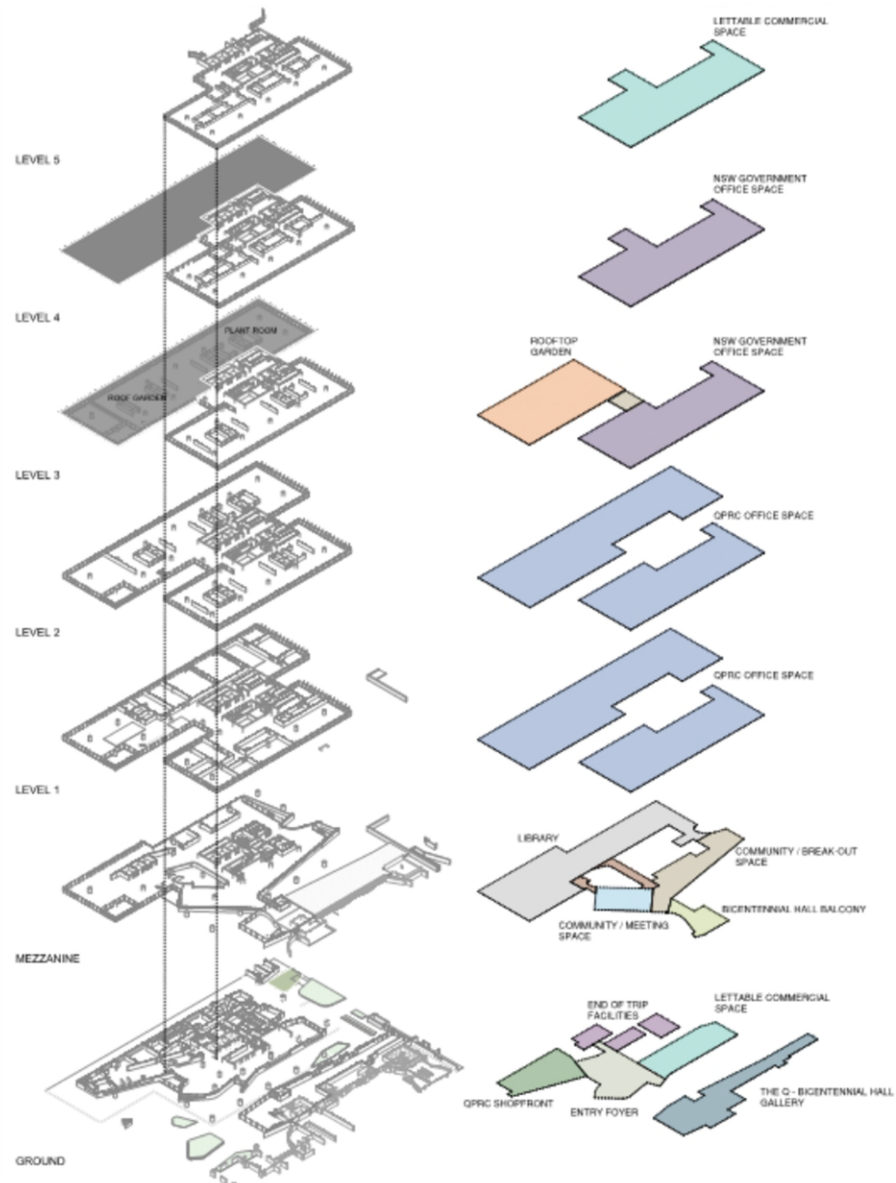 LETTABLE COMMERCIAL
SPACE
LEVEL 5
NSW GOVERNMENT
OFFICE SPACE
LEVEL 4
PLANT ROOM
ROOF GARDEN
ROOFTOP
GARDEN
NSW GOVERNMENT
OFFICE SPACE
LEVEL 3
QPRC OFFICE SPACE
LEVEL 2
QPRC OFFICE SPACE
LEVEL 1
LIBRARY
COMMUNITY / BREAK-OUT
SPACE
BICENTENNIAL HALL BALCONY
COMMUNITY / MEETING
SPACE
MEZZANINE
END OF TRIP
FACILITIES
LETTABLE COMMERCIAL
SPACE
QPRC SHOPFRONT
ENTRY FOYER
THE Q - BICENTENNIAL HALL
GALLERY
GROUND